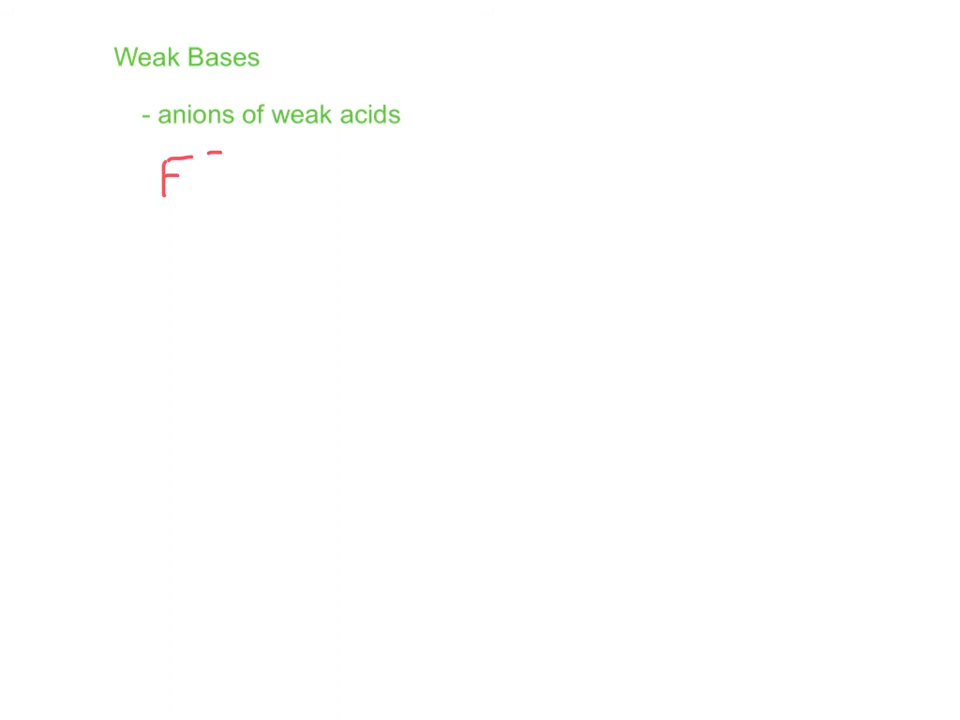 Weak Bases
- anions of weak acids
F⁻